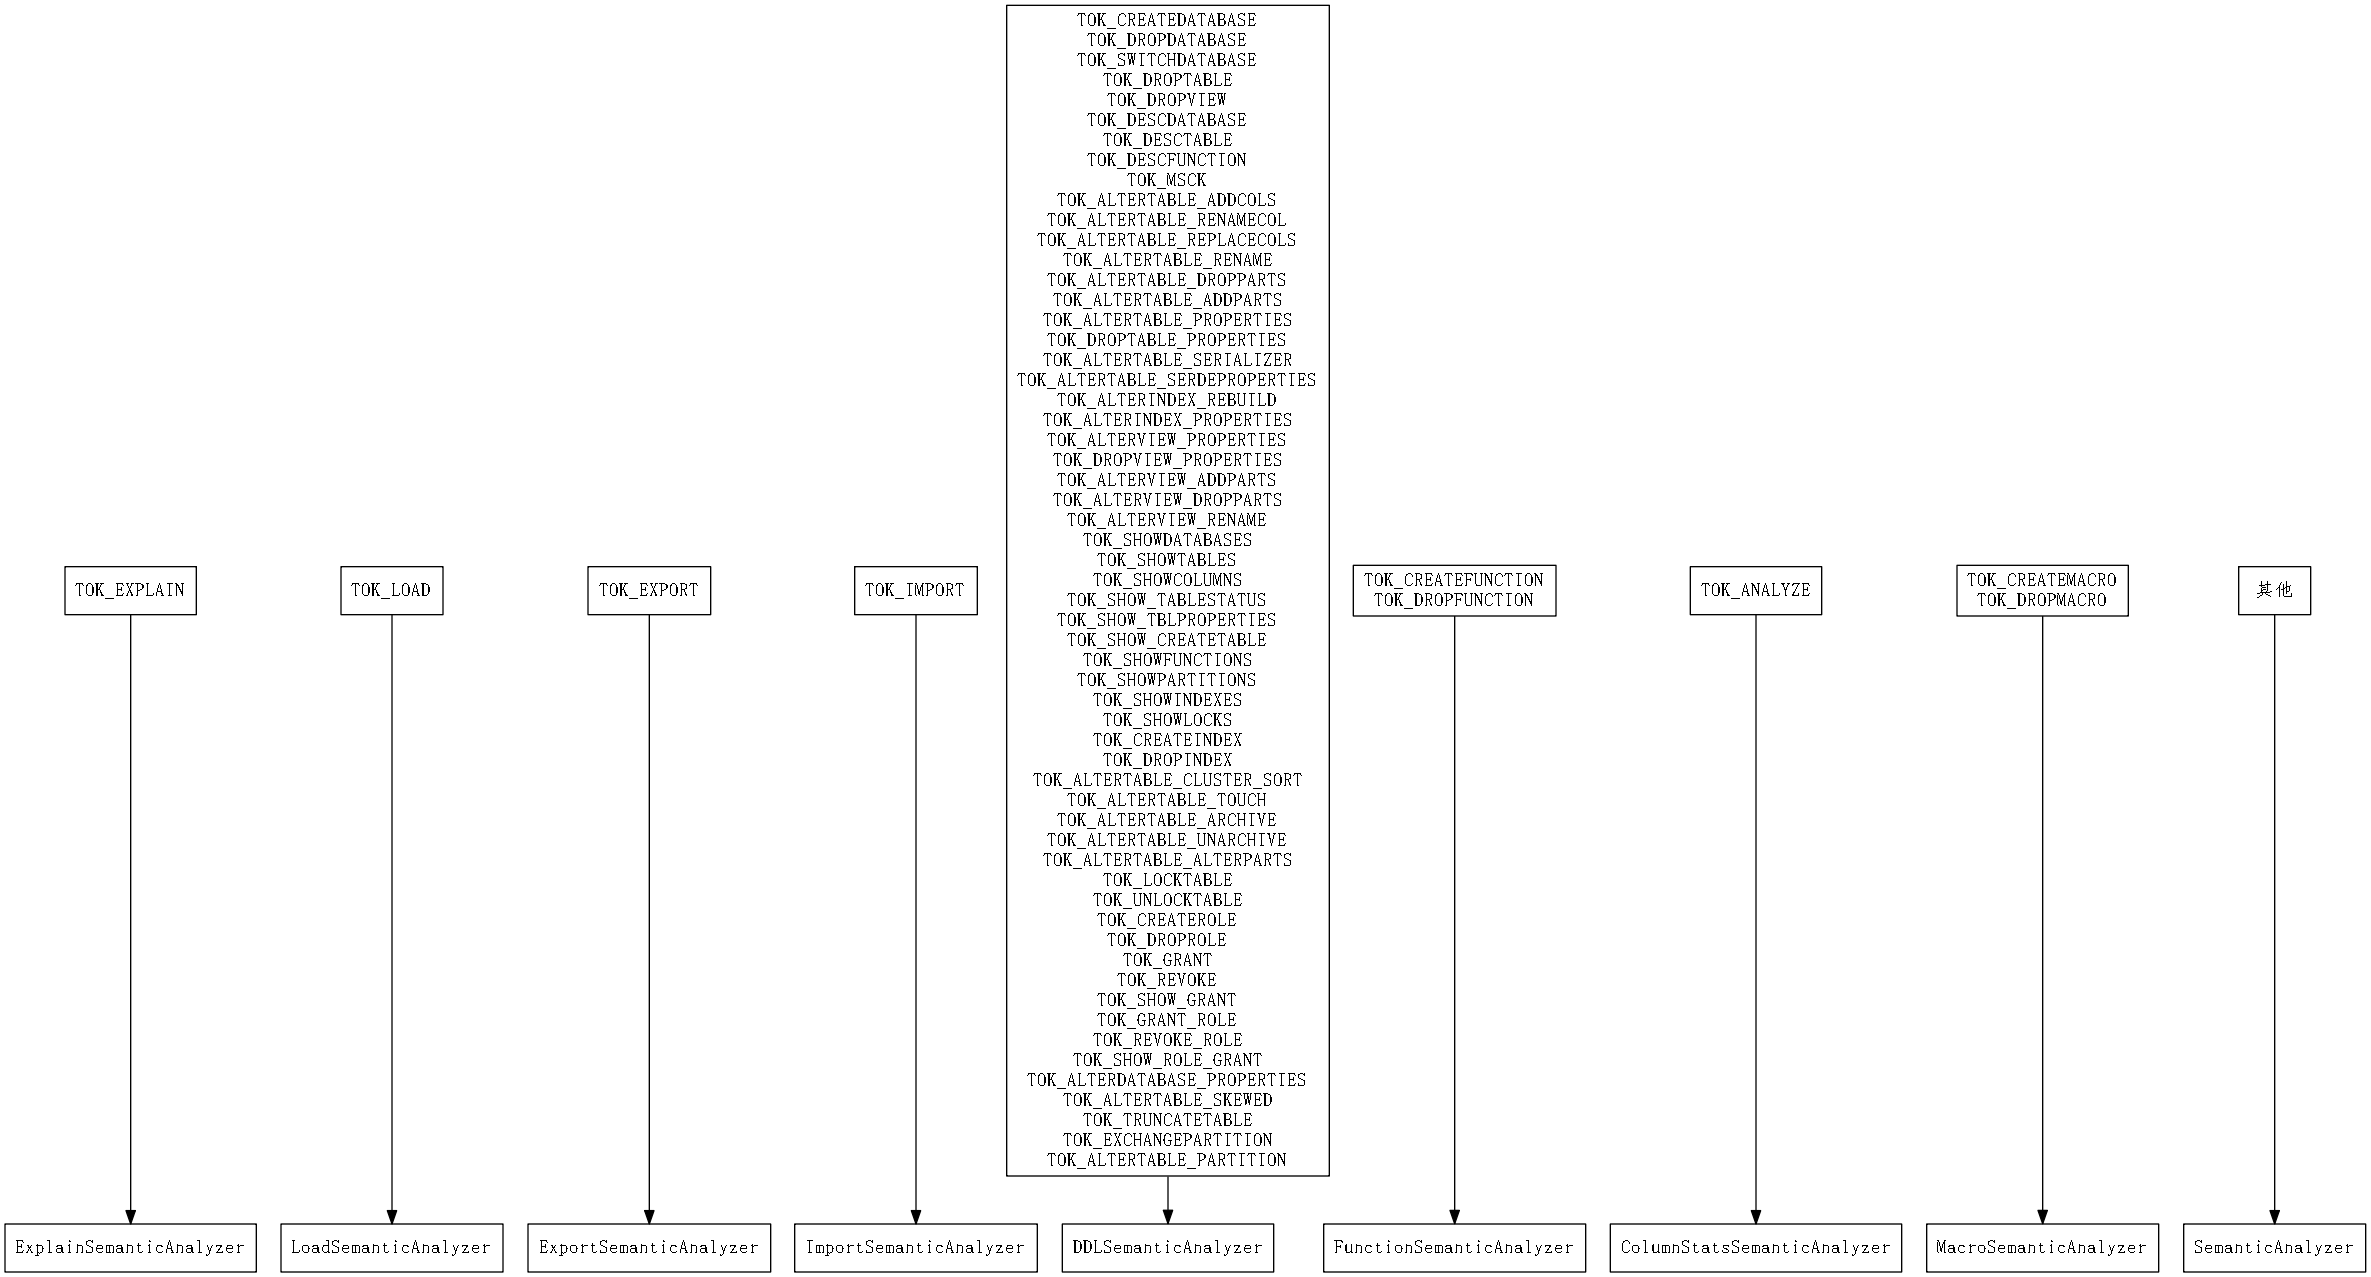 TOK_CREATEDATABASE
TOK_DROPDATABASE
TOK_SWITCHDATABASE
TOK_DROPTABLE
TOK_DROPVIEW
TOK_DESCDATABASE
TOK_DESCTABLE
TOK_DESCFUNCTION
TOK_MSCK
TOK_ALTERTABLE_ADDCOLS
TOK_ALTERTABLE_RENAMECOL
TOK_ALTERTABLE_REPLACECOLS
TOK_ALTERTABLE_RENAME
TOK_ALTERTABLE_DROPPARTS
TOK_ALTERTABLE_ADDPARTS
TOK_ALTERTABLE_PROPERTIES
TOK_DROPTABLE_PROPERTIES
TOK_ALTERTABLE_SERIALIZER
TOK_ALTERTABLE_SERDEPROPERTIES
TOK_ALTERINDEX_REBUILD
TOK_ALTERINDEX_PROPERTIES
TOK_ALTERVIEW_PROPERTIES
TOK_DROPVIEW_PROPERTIES
TOK_ALTERVIEW_ADDPARTS
TOK_ALTERVIEW_DROPPARTS
TOK_ALTERVIEW_RENAME
TOK_SHOWDATABASES
TOK_SHOWTABLES
TOK_SHOWCOLUMNS
TOK_SHOW_TABLESTATUS
TOK_SHOW_TBLPROPERTIES
TOK_SHOW_CREATETABLE
TOK_SHOWFUNCTIONS
TOK_SHOWPARTITIONS
TOK_SHOWINDEXES
TOK_SHOWLOCKS
TOK_CREATEINDEX
TOK_DROPINDEX
TOK_ALTERTABLE_CLUSTER_SORT
TOK_ALTERTABLE_TOUCH
TOK_ALTERTABLE_ARCHIVE
TOK_ALTERTABLE_UNARCHIVE
TOK_ALTERTABLE_ALTERPARTS
TOK_LOCKTABLE
TOK_UNLOCKTABLE
TOK_CREATEROLE
TOK_DROPROLE
TOK_GRANT
TOK_REVOKE
TOK_SHOW_GRANT
TOK_GRANT_ROLE
TOK_REVOKE_ROLE
TOK_SHOW_ROLE_GRANT
TOK_ALTERDATABASE_PROPERTIES
TOK_ALTERTABLE_SKEWED
TOK_TRUNCATETABLE
TOK_EXCHANGEPARTITION
TOK_ALTERTABLE_PARTITION
TOK_EXPLAIN
TOK_LOAD
TOK_EXPORT
TOK_IMPORT
TOK_CREATEFUNCTION
TOK_DROPFUNCTION
TOK_ANALYZE
TOK_CREATEMACRO
TOK_DROPMACRO
其他
ExplainSemanticAnalyzer
LoadSemanticAnalyzer
ExportSemanticAnalyzer
ImportSemanticAnalyzer
DDLSemanticAnalyzer
FunctionSemanticAnalyzer
ColumnStatsSemanticAnalyzer
MacroSemanticAnalyzer
SemanticAnalyzer